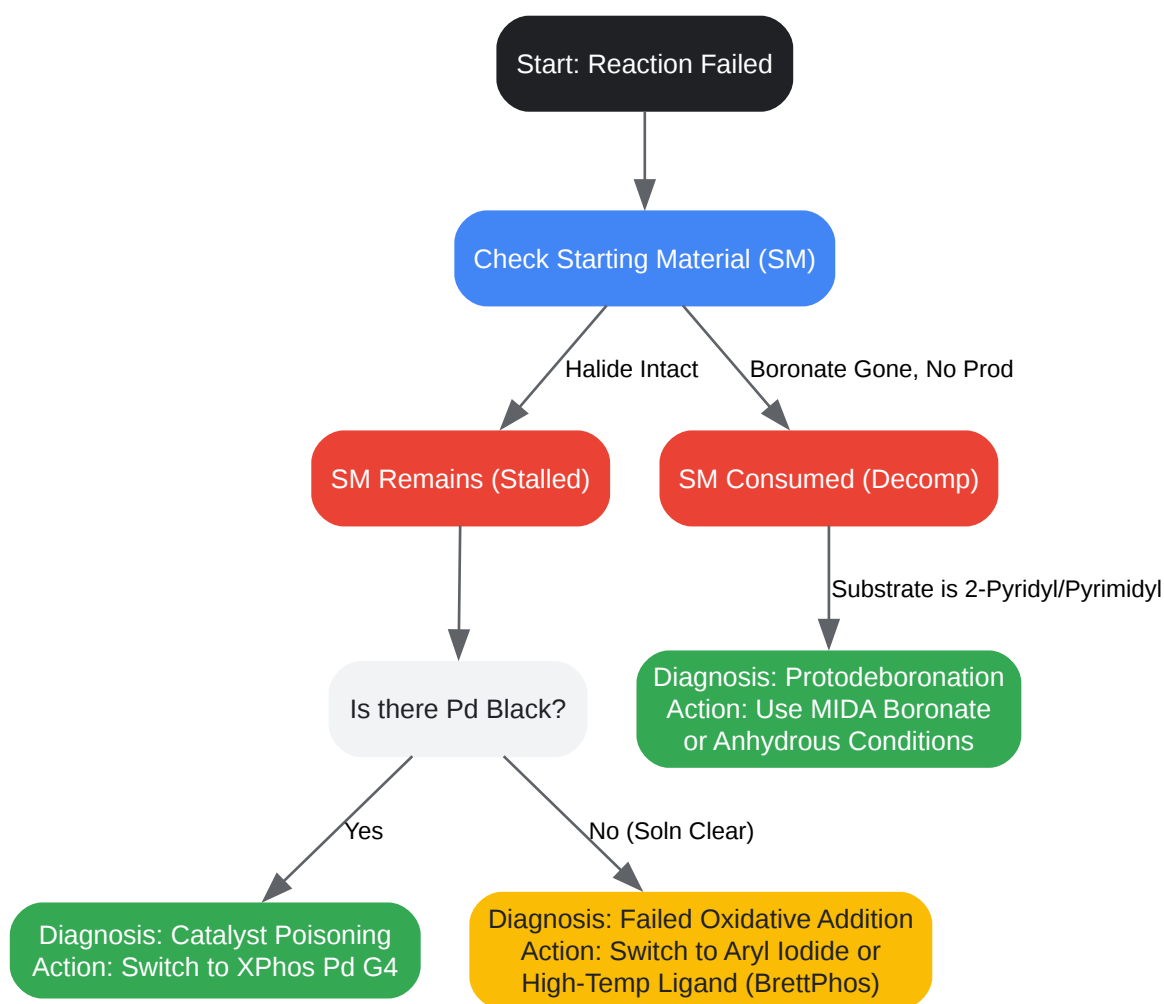 Start: Reaction Failed
Check Starting Material (SM)
Halide Intact
Boronate Gone, No Prod
SM Remains (Stalled)
SM Consumed (Decomp)
Substrate is 2-Pyridyl/Pyrimidyl
Is there Pd Black?
Diagnosis: Protodeboronation
Action: Use MIDA Boronate
or Anhydrous Conditions
Yes
No (Soln Clear)
Diagnosis: Catalyst Poisoning
Action: Switch to XPhos Pd G4
Diagnosis: Failed Oxidative Addition
Action: Switch to Aryl Iodide or
High-Temp Ligand (BrettPhos)